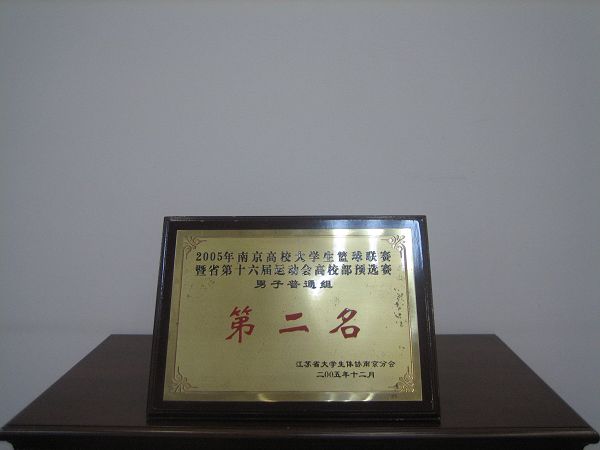 2005年南京高校大学生篮球联赛
暨省第十六届运动会高校部预选赛
男子普通组
第二名
江苏省大学生体协南京分会
二00五年十二月